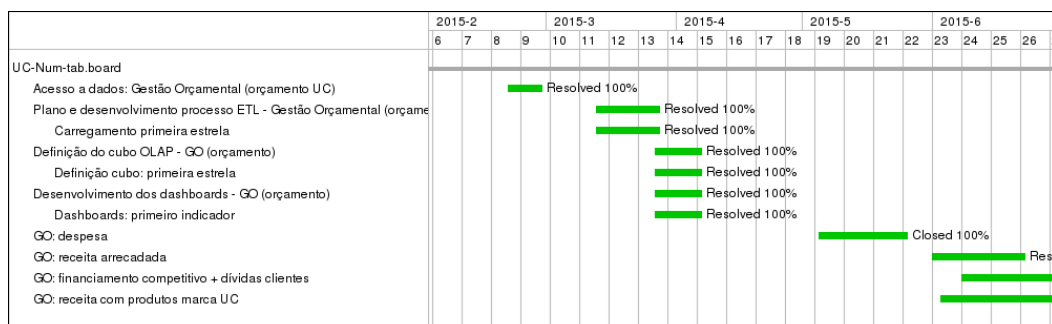 2015-2 2015-3 2015-4 2015-5 2015-6
6 7 8 9 10 11 12 13 14 15 16 17 18 19 20 21 22 23 24 25 26
UC-Num-tab.board
Acesso a dados: Gestão Orçamental (orçamento UC) Resolved 100%
Plano e desenvolvimento processo ETL - Gestão Orçamental (orçame Resolved 100%
Carregamento primeira estrela Resolved 100%
Definição do cubo OLAP - GO (orçamento) Resolved 100%
Definição cubo: primeira estrela Resolved 100%
Desenvolvimento dos dashboards - GO (orçamento) Resolved 100%
Dashboards: primeiro indicador Resolved 100%
GO: despesa Closed 100%
GO: receita arrecadada Res
GO: financiamento competitivo + dívidas clientes
GO: receita com produtos marca UC